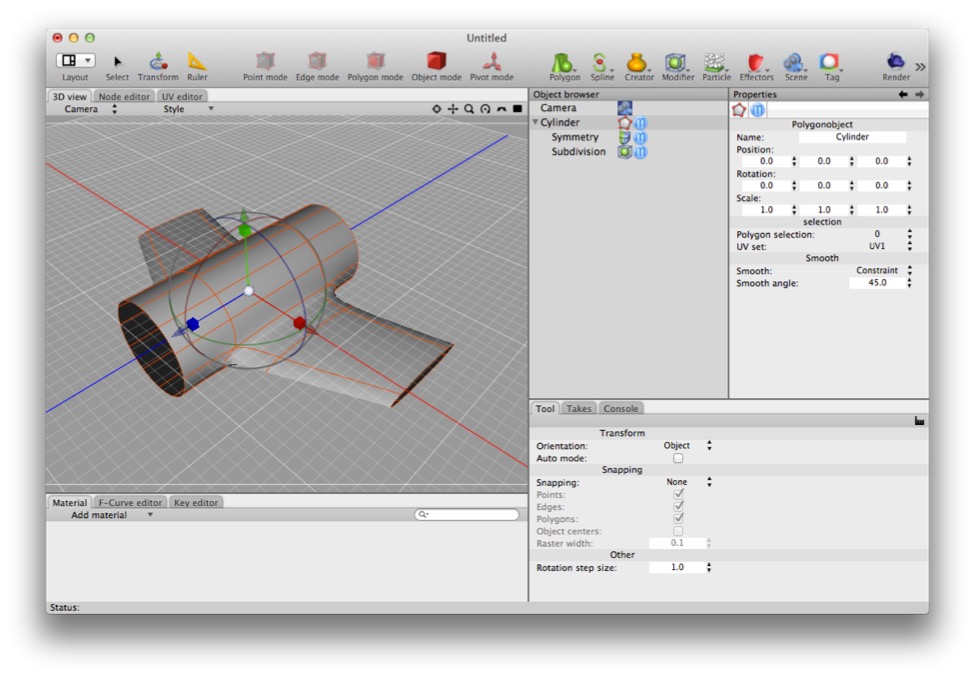 Untitled
Layout Select Transform Ruler Point mode Edge mode Polygon mode Object mode Pivot mode Polygon Spline Creator Modifier Particle Effectors Scene Tag Render »
3D view Node editor UV editor
Camera Style
Object browser
Camera
Cylinder
Symmetry
Subdivision
Properties
Polygonobject
Name: Cylinder
Position:
0.0 0.0 0.0
Rotation:
0.0 0.0 0.0
Scale:
1.0 1.0 1.0
selection
Polygon selection: 0
UV set: UV1
Smooth
Smooth: Constraint
Smooth angle: 45.0
Tool Takes Console
Transform
Orientation: Object
Auto mode:
Snapping
Snapping: None
Points:
Edges:
Polygons:
Object centers:
Raster width: 0.1
Other
Rotation step size: 1.0
Material F-Curve editor Key editor
Add material
Status: